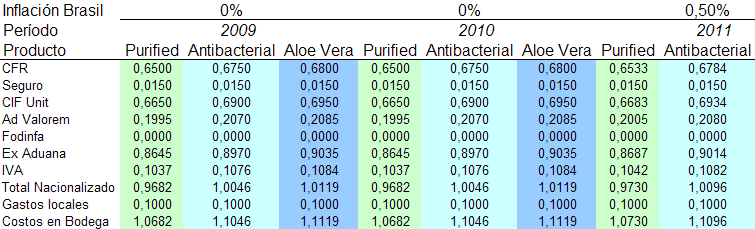 Inflación Brasil 0% 0% 0,50%
Período 2009 2010 2011
Producto Purified Antibacterial Aloe Vera Purified Antibacterial Aloe Vera Purified Antibacterial
CFR 0,6500 0,6750 0,6800 0,6500 0,6750 0,6800 0,6533 0,6784
Seguro 0,0150 0,0150 0,0150 0,0150 0,0150 0,0150 0,0150 0,0150
CIF Unit 0,6650 0,6900 0,6950 0,6650 0,6900 0,6950 0,6683 0,6934
Ad Valorem 0,1995 0,2070 0,2085 0,1995 0,2070 0,2085 0,2005 0,2080
Fodinfa 0,0000 0,0000 0,0000 0,0000 0,0000 0,0000 0,0000 0,0000
Ex Aduana 0,8645 0,8970 0,9035 0,8645 0,8970 0,9035 0,8687 0,9014
IVA 0,1037 0,1076 0,1084 0,1037 0,1076 0,1084 0,1042 0,1082
Total Nacionalizado 0,9682 1,0046 1,0119 0,9682 1,0046 1,0119 0,9730 1,0096
Gastos locales 0,1000 0,1000 0,1000 0,1000 0,1000 0,1000 0,1000 0,1000
Costos en Bodega 1,0682 1,1046 1,1119 1,0682 1,1046 1,1119 1,0730 1,1096